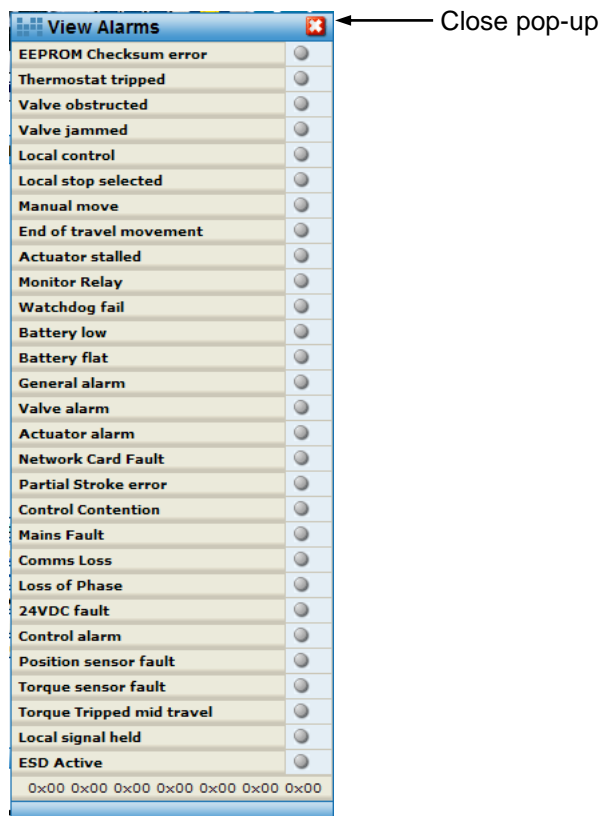 View Alarms
Close pop-up
EEPROM Checksum error
Thermostat tripped
Valve obstructed
Valve jammed
Local control
Local stop selected
Manual move
End of travel movement
Actuator stalled
Monitor Relay
Watchdog fail
Battery low
Battery flat
General alarm
Valve alarm
Actuator alarm
Network Card Fault
Partial Stroke error
Control Contention
Mains Fault
Comms Loss
Loss of Phase
24VDC fault
Control alarm
Position sensor fault
Torque sensor fault
Torque Tripped mid travel
Local signal held
ESD Active
0x00 0x00 0x00 0x00 0x00 0x00 0x00